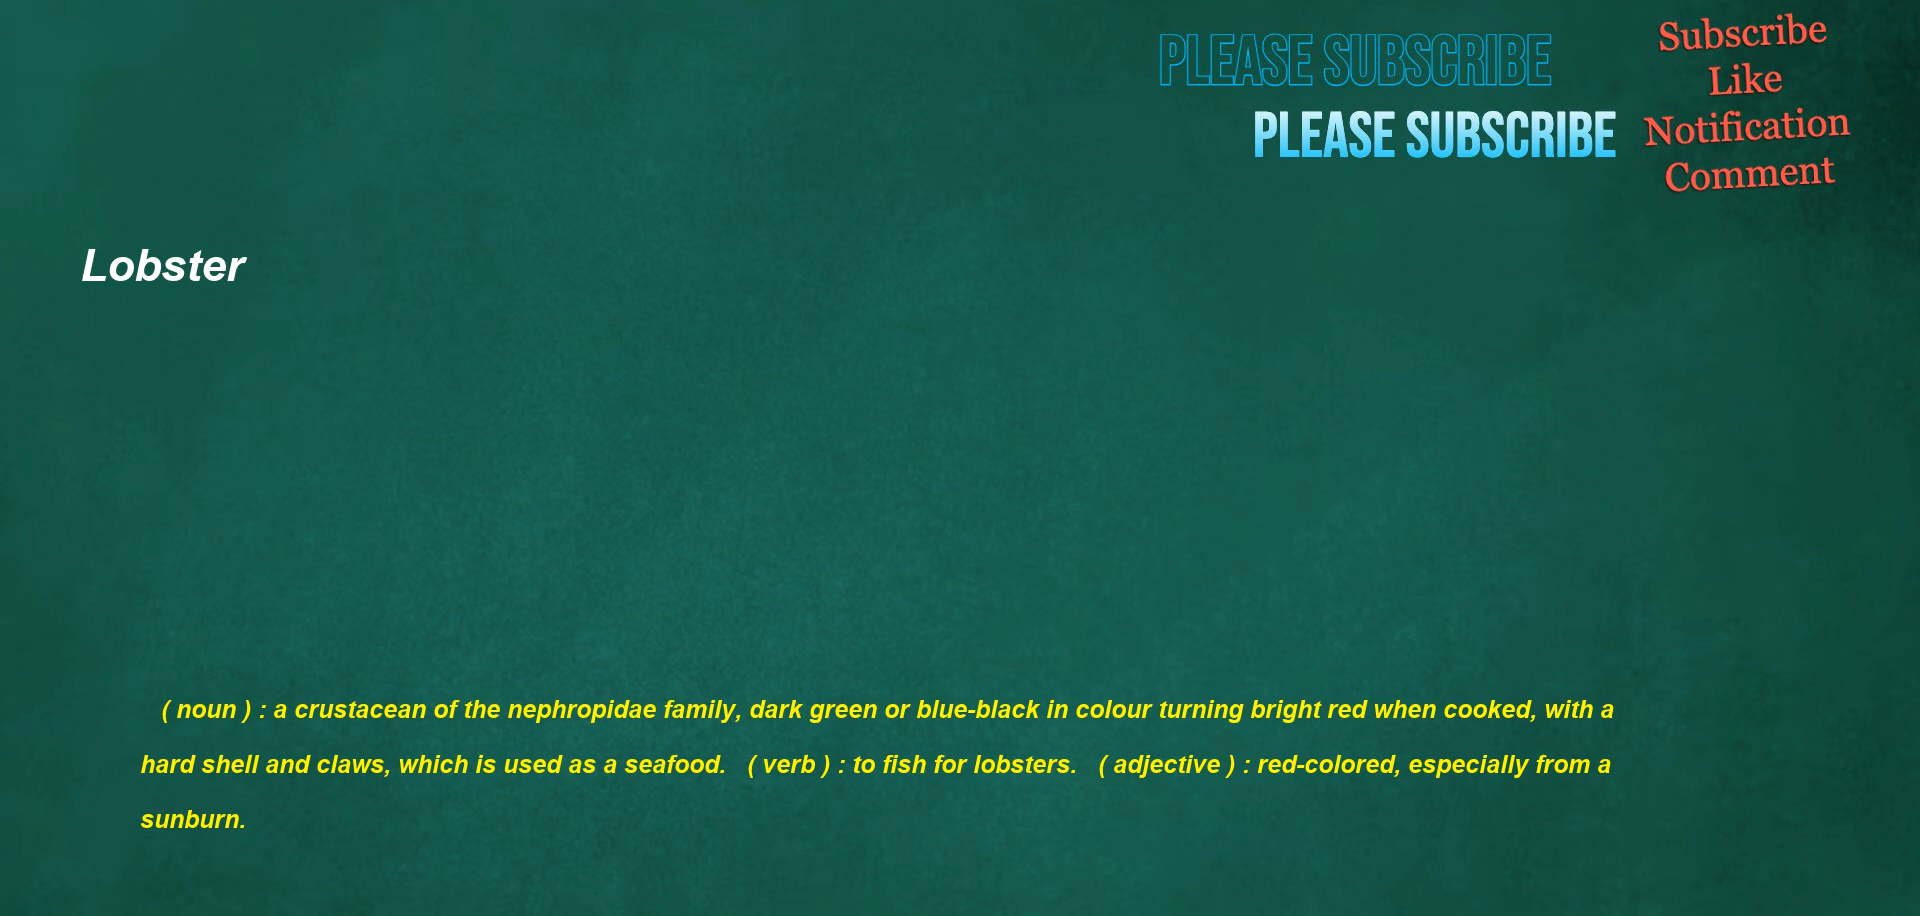 PLEASE SUBSCRIBE
PLEASE SUBSCRIBE
Subscribe
Like
Notification
Comment
Lobster
( noun ) : a crustacean of the nephropidae family, dark green or blue-black in colour turning bright red when cooked, with a
hard shell and claws, which is used as a seafood. ( verb ) : to fish for lobsters. ( adjective ) : red-colored, especially from a
sunburn.